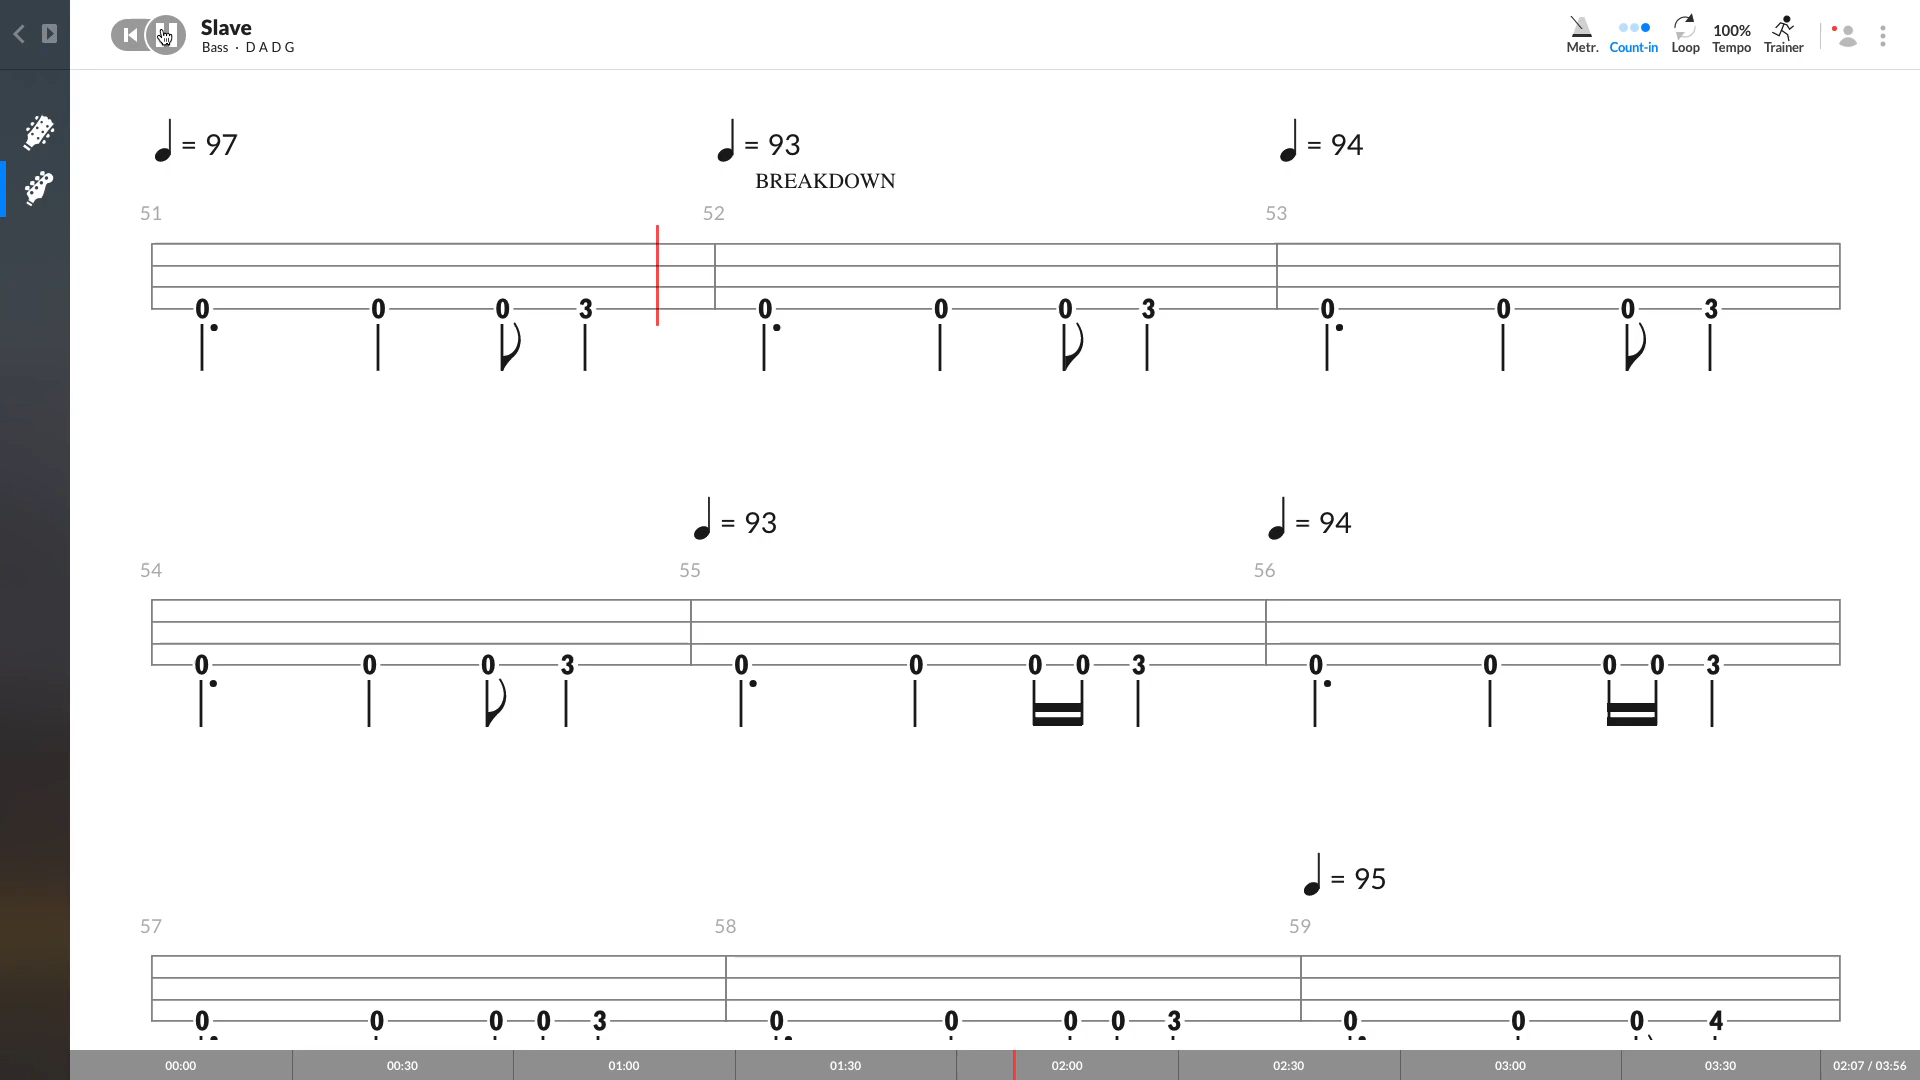 Slave
Bass · D A D G
Metr.
Count-in
Loop
100%
Tempo
Trainer
= 97
= 93
= 94
BREAKDOWN
51
52
53
0 0 0 3 0 0 0 3 0 0 0 3
= 93
= 94
54
55
56
0 0 0 3 0 0 0 0 3 0 0 0 0 3
= 95
57
58
59
0 0 0 0 3 0 0 0 0 3 0 0 0 4
00:00
00:30
01:00
01:30
02:00
02:30
03:00
03:30
02:07 / 03:56